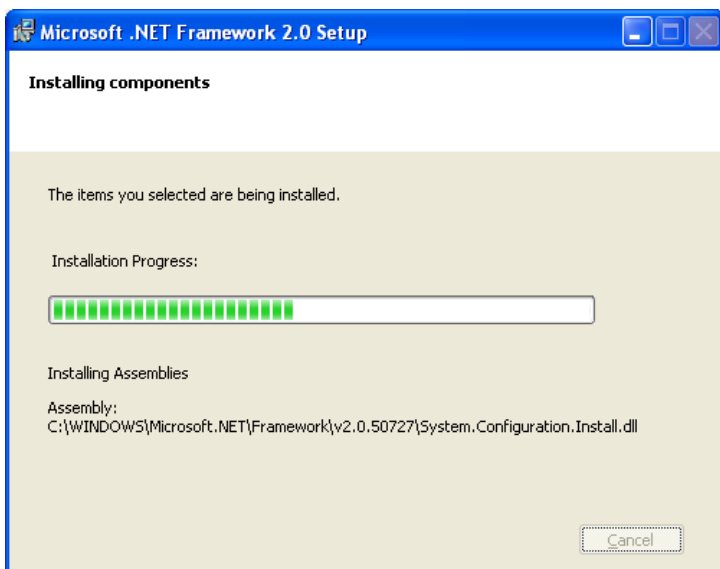 Microsoft .NET Framework 2.0 Setup
Installing components
The items you selected are being installed.
Installation Progress:
Installing Assemblies
Assembly:
C:\WINDOWS\Microsoft.NET\Framework\v2.0.50727\System.Configuration.Install.dll
Cancel